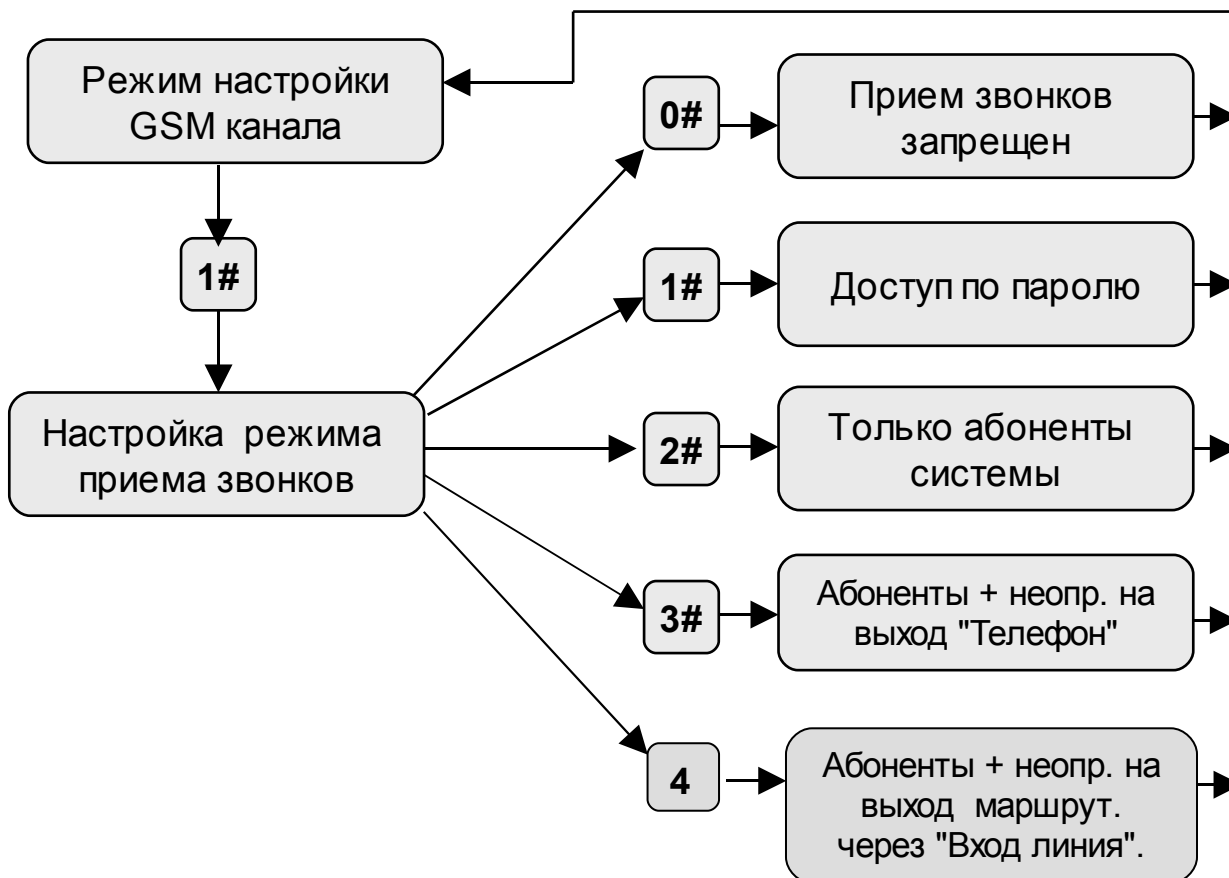 Режим настройки
GSM канала
1#
Настройка режима
приема звонков
0#
Прием звонков
запрещен
1#
Доступ по паролю
2#
Только абоненты
системы
3#
Абоненты + неопр. на
выход "Телефон"
4
Абоненты + неопр. на
выход маршрут.
через "Вход линия".